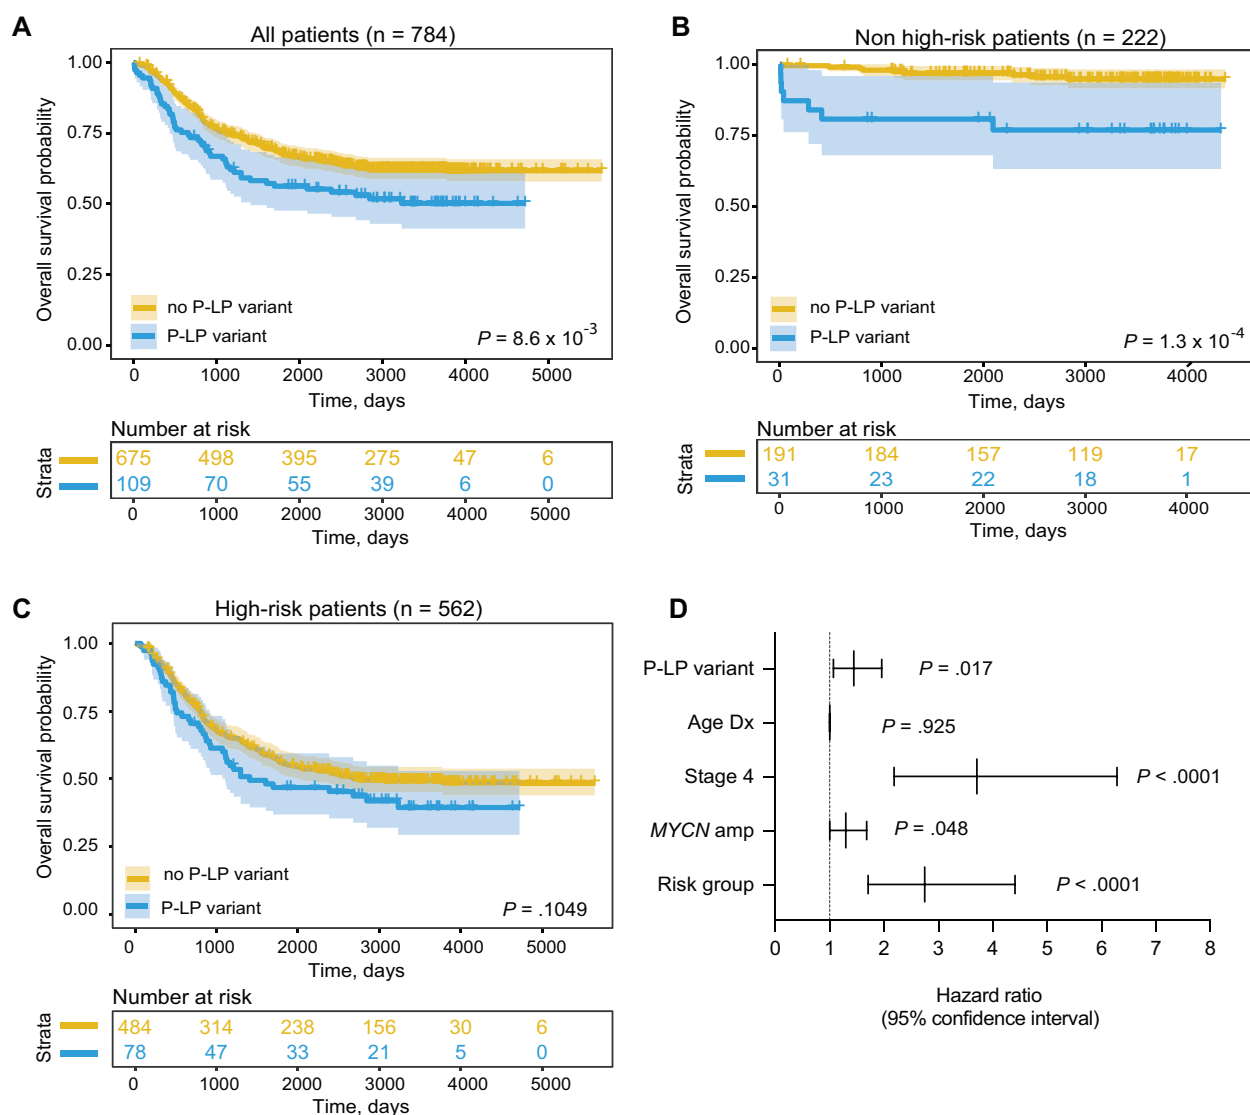 A
All patients (n = 784)
Overall survival probability
1.00
0.75
0.50
0.25
0.00
no P-LP variant
P-LP variant
P = 8.6 x 10-3
0 1000 2000 3000 4000 5000
Time, days
Number at risk
Strata
675 498 395 275 47 6
109 70 55 39 6 0
0 1000 2000 3000 4000 5000
Time, days
B
Non high-risk patients (n = 222)
Overall survival probability
1.00
0.75
0.50
0.25
0.00
no P-LP variant
P-LP variant
P = 1.3 x 10-4
0 1000 2000 3000 4000
Time, days
Number at risk
Strata
191 184 157 119 17
31 23 22 18 1
0 1000 2000 3000 4000
Time, days
C
High-risk patients (n = 562)
Overall survival probability
1.00
0.75
0.50
0.25
0.00
no P-LP variant
P-LP variant
P = .1049
0 1000 2000 3000 4000 5000
Time, days
Number at risk
Strata
484 314 238 156 30 6
78 47 33 21 5 0
0 1000 2000 3000 4000 5000
Time, days
D
P-LP variant P = .017
Age Dx P = .925
Stage 4 P < .0001
MYCN amp P = .048
Risk group P < .0001
0 1 2 3 4 5 6 7 8
Hazard ratio
(95% confidence interval)